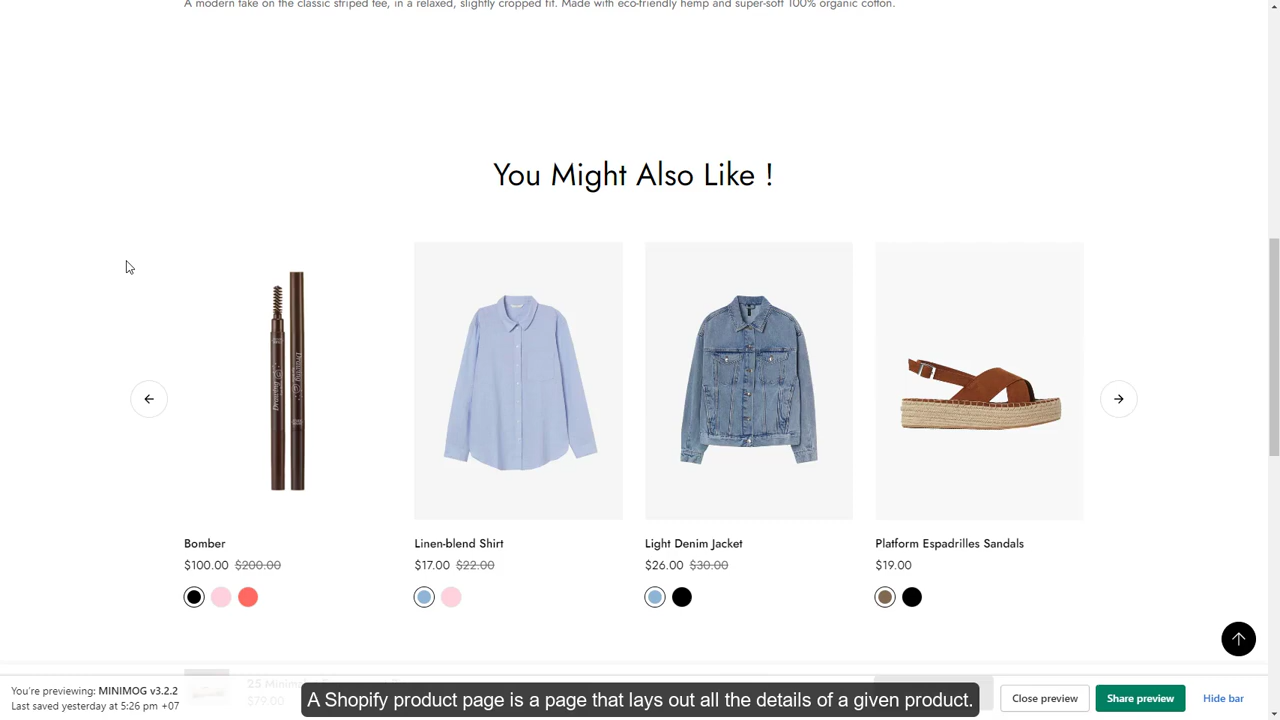 A modern take on the classic striped tee, in a relaxed, slightly cropped fit. Made with eco-friendly hemp and super-soft 100% organic cotton.
You Might Also Like !
Bomber
$100.00 $200.00
Linen-blend Shirt
$17.00 $22.00
Light Denim Jacket
$26.00 $30.00
Platform Espadrilles Sandals
$19.00
25 Minim
$79.00
You're previewing: MINIMOG v3.2.2
Last saved yesterday at 5:26 pm +07
A Shopify product page is a page that lays out all the details of a given product.
Close preview
Share preview
Hide bar